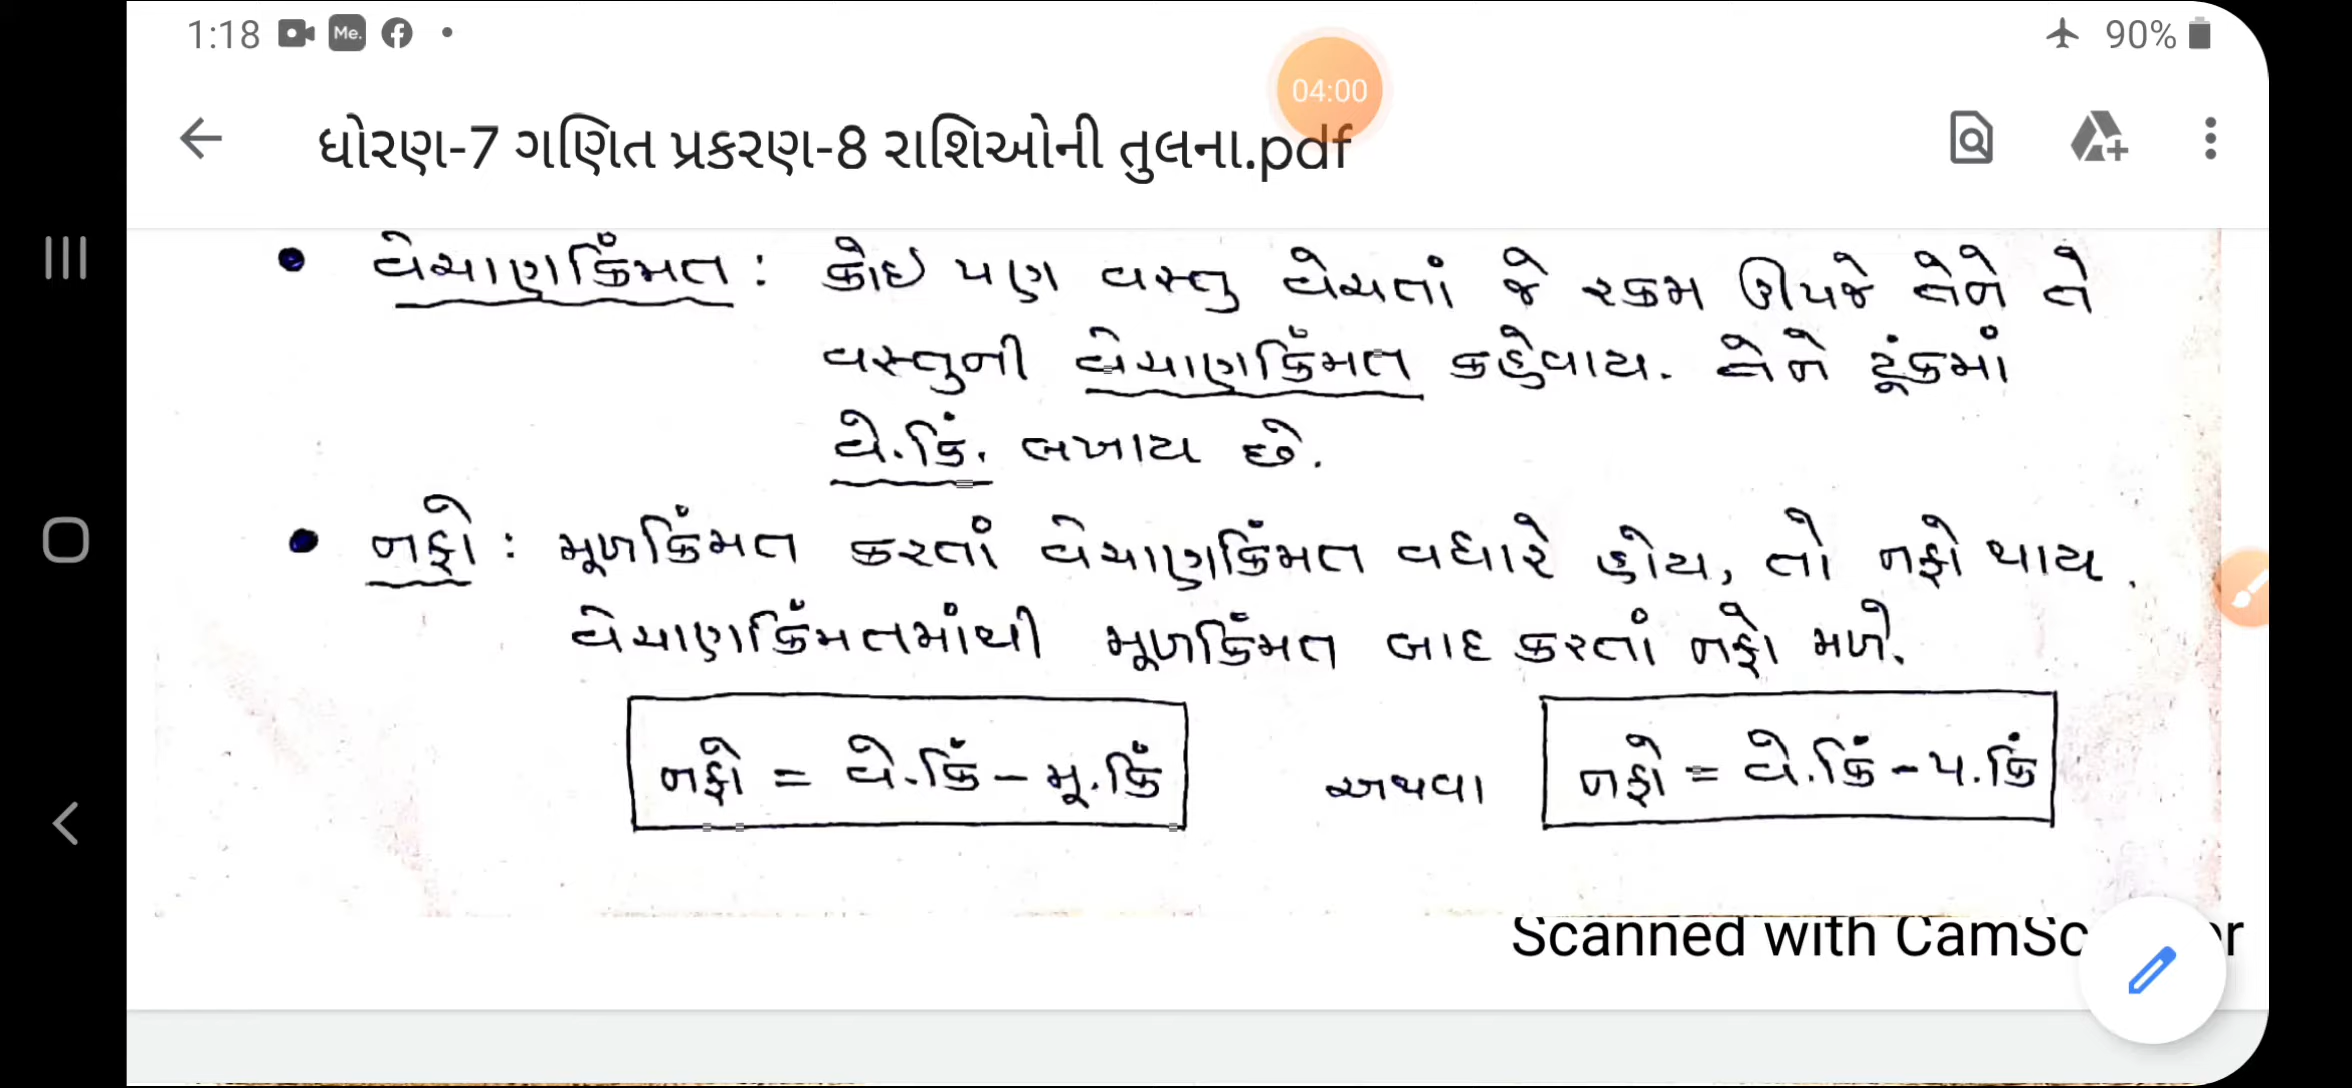 1:18 Me. 90%
04:00
ધોરણ-7 ગણિત પ્રકરણ-8 રાશિઓની તુલના.pdf
• વેચાણકિંમત : કોઈ પણ વસ્તુ વેચતાં જે રકમ ઊપજે તેને તે
વસ્તુની વેચાણકિંમત કહેવાય. તેને ટૂંકમાં
વે.કિં. લખાય છે.
• નફો : મૂળકિંમત કરતાં વેચાણકિંમત વધારે હોય, તો નફો થાય.
વેચાણકિંમતમાંથી મૂળકિંમત બાદ કરતાં નફો મળે.
નફો = વે.કિં - મૂ.કિં અથવા નફો = વે.કિં - પ.કિં
Scanned with CamSc r